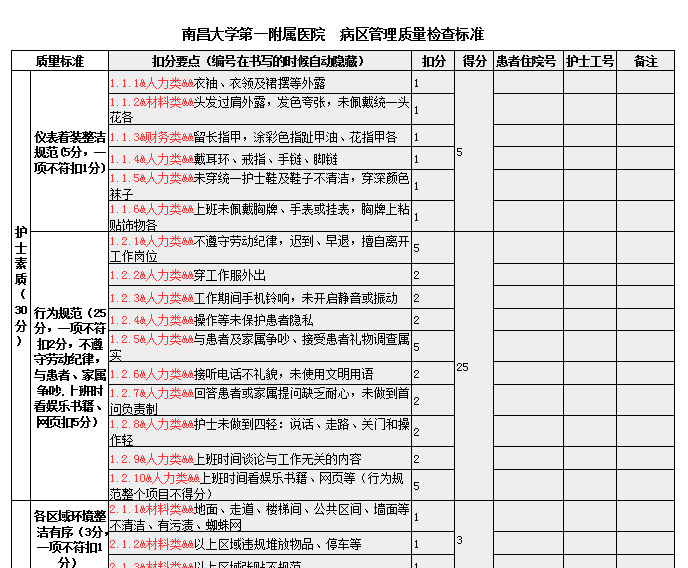 南昌大学第一附属医院 病区管理质量检查标准
质量标准 扣分要点（编号在书写的时候自动隐藏） 扣分 得分 患者住院号 护士工号 备注
护士素质（30分）
仪表着装整洁
规范（5分，一
项不符扣1分）
1.1.1&人力类&&衣袖、衣领及裙摆等外露 1
1.1.2&材料类&&头发过肩外露，发色夸张，未佩戴统一头
花各 1
1.1.3&财务类&&留长指甲，涂彩色指趾甲油、花指甲各 1
1.1.4&人力类&&戴耳环、戒指、手链、脚链 1
1.1.5&人力类&&未穿统一护士鞋及鞋子不清洁，穿深颜色
袜子 1
1.1.6&人力类&&上班未佩戴胸牌、手表或挂表，胸牌上粘
贴饰物各 1
5
行为规范（25
分，一项不符
扣2分，不遵
守劳动纪律，
与患者、家属
争吵.上班时
看娱乐书籍、
网页扣5分）
1.2.1&人力类&&不遵守劳动纪律，迟到、早退，擅自离开
工作岗位 5
1.2.2&人力类&&穿工作服外出 2
1.2.3&人力类&&工作期间手机铃响，未开启静音或振动 2
1.2.4&人力类&&操作等未保护患者隐私 2
1.2.5&人力类&&与患者及家属争吵、接受患者礼物调查属
实 5
1.2.6&人力类&&接听电话不礼貌，未使用文明用语 2
1.2.7&人力类&&回答患者或家属提问缺乏耐心，未做到首
问负责制 2
1.2.8&人力类&&护士未做到四轻：说话、走路、关门和操
作轻 2
1.2.9&人力类&&上班时间谈论与工作无关的内容 2
1.2.10&人力类&&上班时间看娱乐书籍、网页等（行为规
范整个项目不得分） 5
25
各区域环境整
洁有序（3分，
一项不符扣1
分）
2.1.1&材料类&&地面、走道、楼梯间、公共区间、墙面等
不清洁、有污渍、蜘蛛网 1
2.1.2&材料类&&以上区域违规堆放物品、停车等 1
2.1.3&材料类&&以上区域张贴不规范 1
3